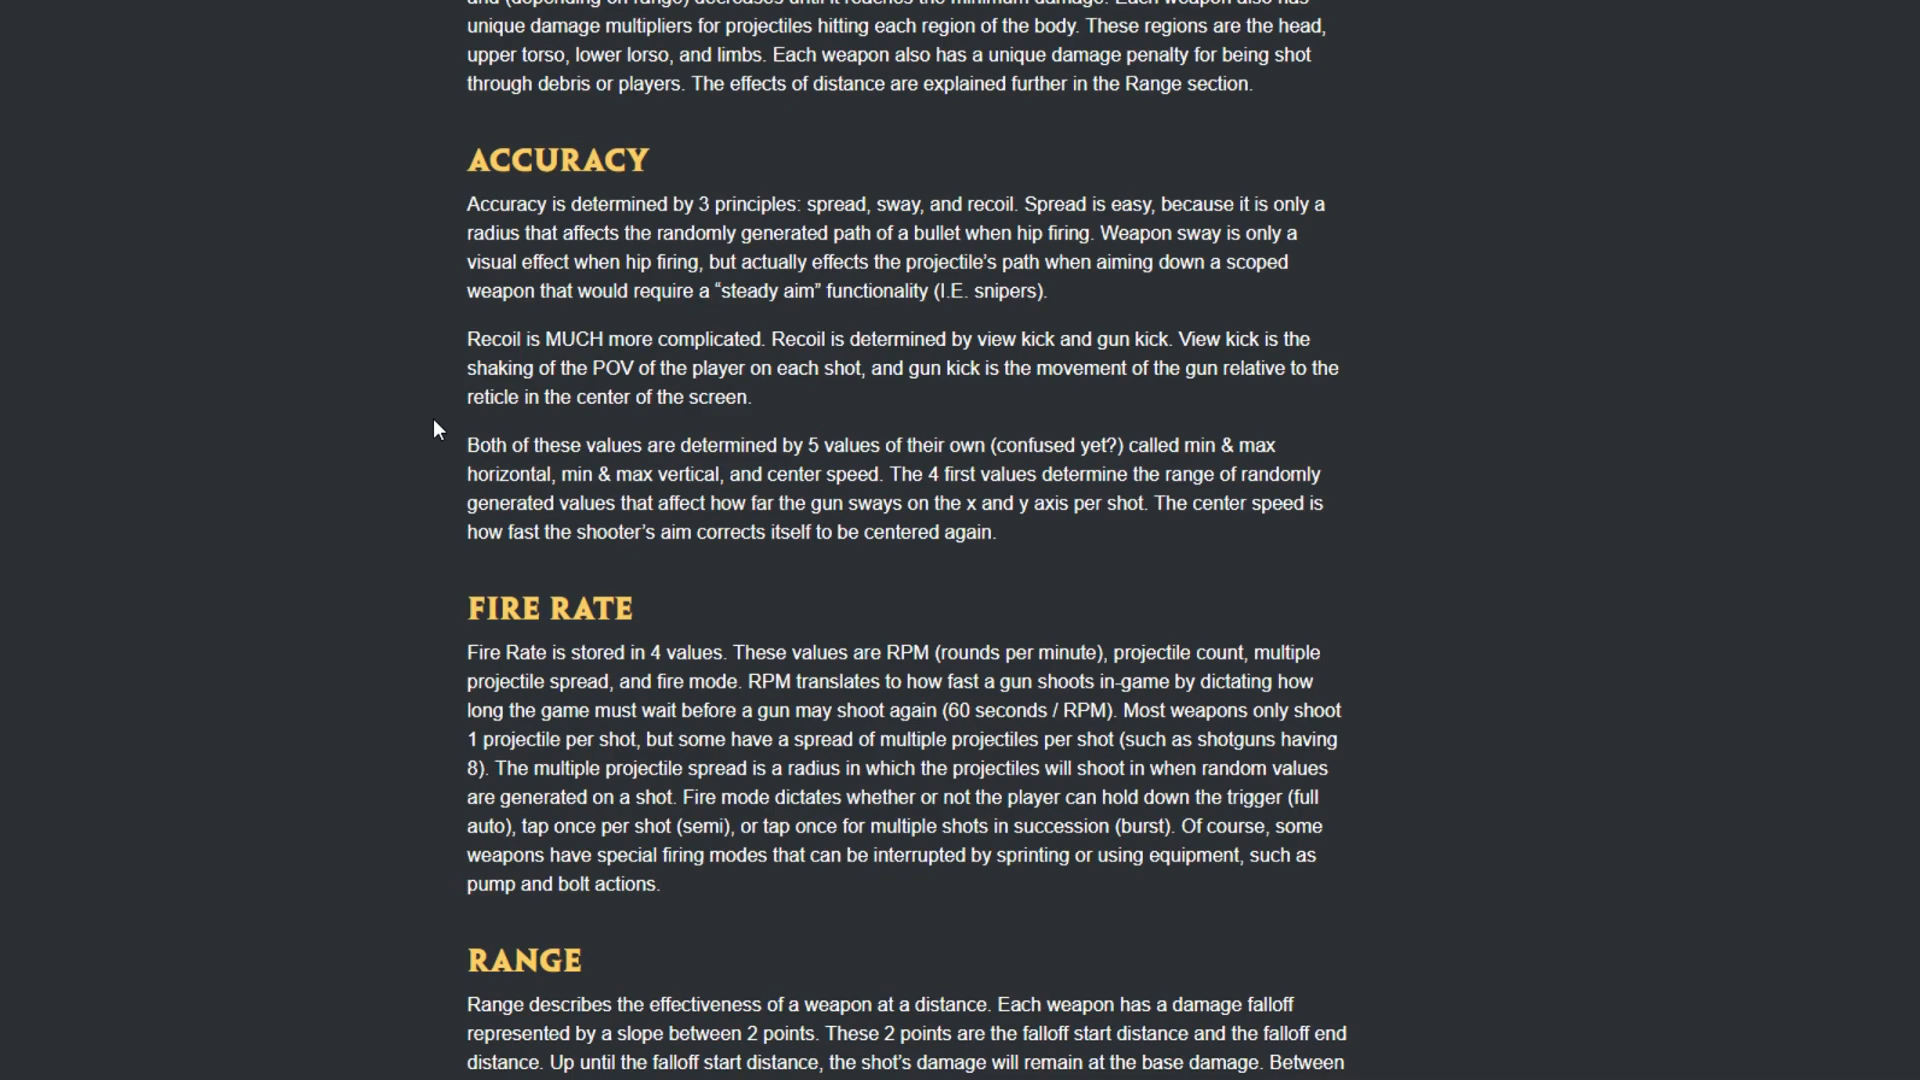 and (depending on range) decreases until it reaches the minimum damage. Each weapon also has
unique damage multipliers for projectiles hitting each region of the body. These regions are the head,
upper torso, lower lorso, and limbs. Each weapon also has a unique damage penalty for being shot
through debris or players. The effects of distance are explained further in the Range section.
ACCURACY
Accuracy is determined by 3 principles: spread, sway, and recoil. Spread is easy, because it is only a
radius that affects the randomly generated path of a bullet when hip firing. Weapon sway is only a
visual effect when hip firing, but actually effects the projectile’s path when aiming down a scoped
weapon that would require a “steady aim” functionality (I.E. snipers).
Recoil is MUCH more complicated. Recoil is determined by view kick and gun kick. View kick is the
shaking of the POV of the player on each shot, and gun kick is the movement of the gun relative to the
reticle in the center of the screen.
Both of these values are determined by 5 values of their own (confused yet?) called min & max
horizontal, min & max vertical, and center speed. The 4 first values determine the range of randomly
generated values that affect how far the gun sways on the x and y axis per shot. The center speed is
how fast the shooter’s aim corrects itself to be centered again.
FIRE RATE
Fire Rate is stored in 4 values. These values are RPM (rounds per minute), projectile count, multiple
projectile spread, and fire mode. RPM translates to how fast a gun shoots in-game by dictating how
long the game must wait before a gun may shoot again (60 seconds / RPM). Most weapons only shoot
1 projectile per shot, but some have a spread of multiple projectiles per shot (such as shotguns having
8). The multiple projectile spread is a radius in which the projectiles will shoot in when random values
are generated on a shot. Fire mode dictates whether or not the player can hold down the trigger (full
auto), tap once per shot (semi), or tap once for multiple shots in succession (burst). Of course, some
weapons have special firing modes that can be interrupted by sprinting or using equipment, such as
pump and bolt actions.
RANGE
Range describes the effectiveness of a weapon at a distance. Each weapon has a damage falloff
represented by a slope between 2 points. These 2 points are the falloff start distance and the falloff end
distance. Up until the falloff start distance, the shot’s damage will remain at the base damage. Between